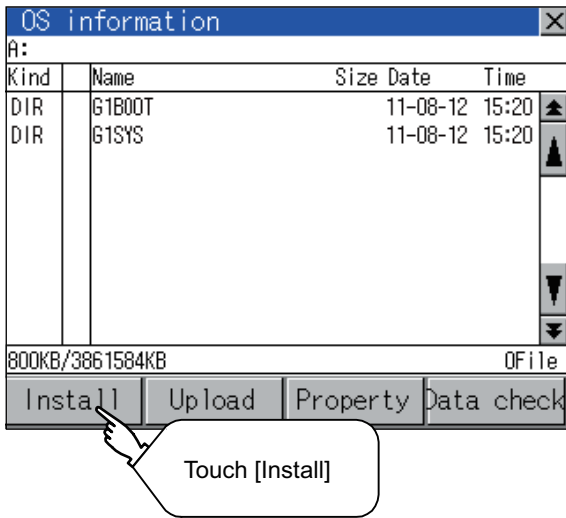 OS information
A:
Kind Name Size Date Time
DIR G1BOOT 11-08-12 15:20
DIR G1SYS 11-08-12 15:20
800KB/3861584KB 0File
Install Upload Property Data check
Touch [Install]